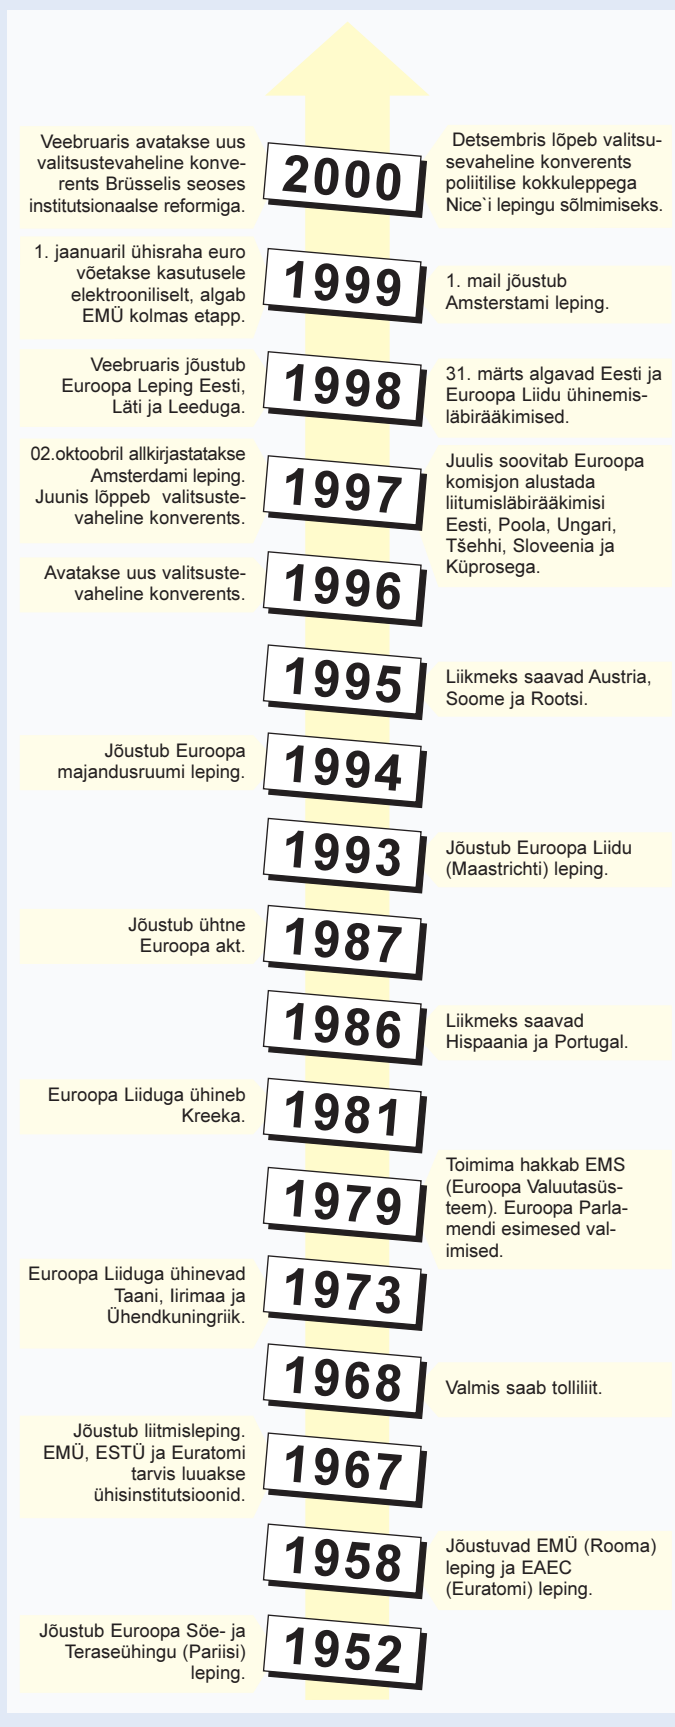 Veebruaris avatakse uus
valitsustevaheline konve-
rents Brüsselis seoses
institutsionaalse reformiga.
2000
Detsembris lõpeb valitsu-
sevaheline konverents
poliitilise kokkuleppega
Nice`i lepingu sõlmimiseks.
1. jaanuaril ühisraha euro
võetakse kasutusele
elektrooniliselt, algab
EMÜ kolmas etapp.
1999
1. mail jõustub
Amsterstami leping.
Veebruaris jõustub
Euroopa Leping Eesti,
Läti ja Leeduga.
1998
31. märts algavad Eesti ja
Euroopa Liidu ühinemis-
läbirääkimised.
02.oktoobril allkirjastatakse
Amsterdami leping.
Juunis lõppeb valitsuste-
vaheline konverents.
1997
Juulis soovitab Euroopa
komisjon alustada
liitumisläbirääkimisi
Eesti, Poola, Ungari,
Tšehhi, Sloveenia ja
Küprosega.
Avatakse uus valitsuste-
vaheline konverents.
1996
1995
Liikmeks saavad Austria,
Soome ja Rootsi.
Jõustub Euroopa
majandusruumi leping.
1994
1993
Jõustub Euroopa Liidu
(Maastrichti) leping.
Jõustub ühtne
Euroopa akt.
1987
1986
Liikmeks saavad
Hispaania ja Portugal.
Euroopa Liiduga ühineb
Kreeka.
1981
1979
Toimima hakkab EMS
(Euroopa Valuutasüs-
teem). Euroopa Parla-
mendi esimesed val-
imised.
Euroopa Liiduga ühinevad
Taani, Iirimaa ja
Ühendkuningriik.
1973
1968
Valmis saab tolliliit.
Jõustub liitmisleping.
EMÜ, ESTÜ ja Euratomi
tarvis luuakse
ühisinstitutsioonid.
1967
1958
Jõustuvad EMÜ (Rooma)
leping ja EAEC
(Euratomi) leping.
Jõustub Euroopa Söe- ja
Teraseühingu (Pariisi)
leping.
1952